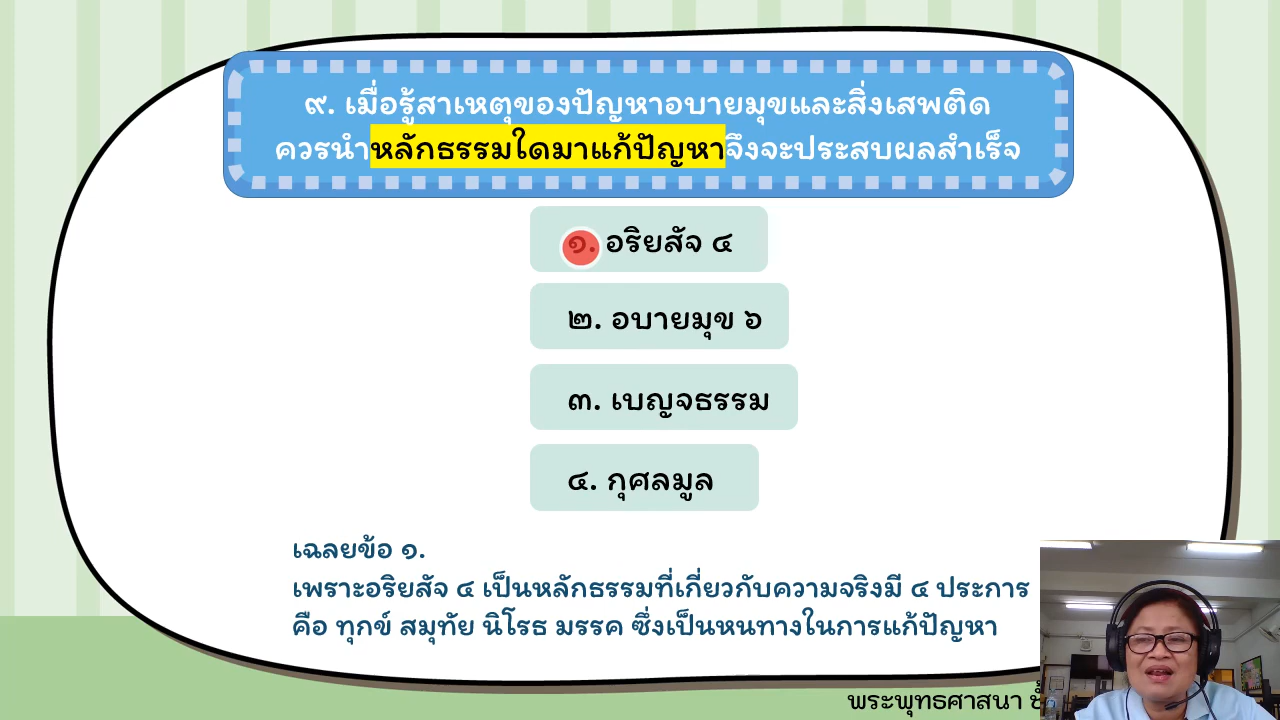 ๙. เมื่อรู้สาเหตุของปัญหาอบายมุขและสิ่งเสพติด
ควรนำหลักธรรมใดมาแก้ปัญหาจึงจะประสบผลสำเร็จ
๑. อริยสัจ ๔
๒. อบายมุข ๖
๓. เบญจธรรม
๔. กุศลมูล
เฉลยข้อ ๑.
เพราะอริยสัจ ๔ เป็นหลักธรรมที่เกี่ยวกับความจริงมี ๔ ประการ
คือ ทุกข์ สมุทัย นิโรธ มรรค ซึ่งเป็นหนทางในการแก้ปัญหา
พระพุทธศาสนา